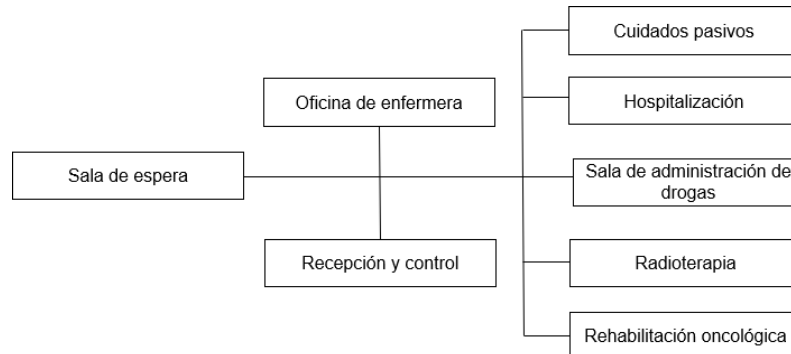 Cuidados pasivos
Oficina de enfermera
Hospitalización
Sala de espera
Sala de administración de
drogas
Recepción y control
Radioterapia
Rehabilitación oncológica